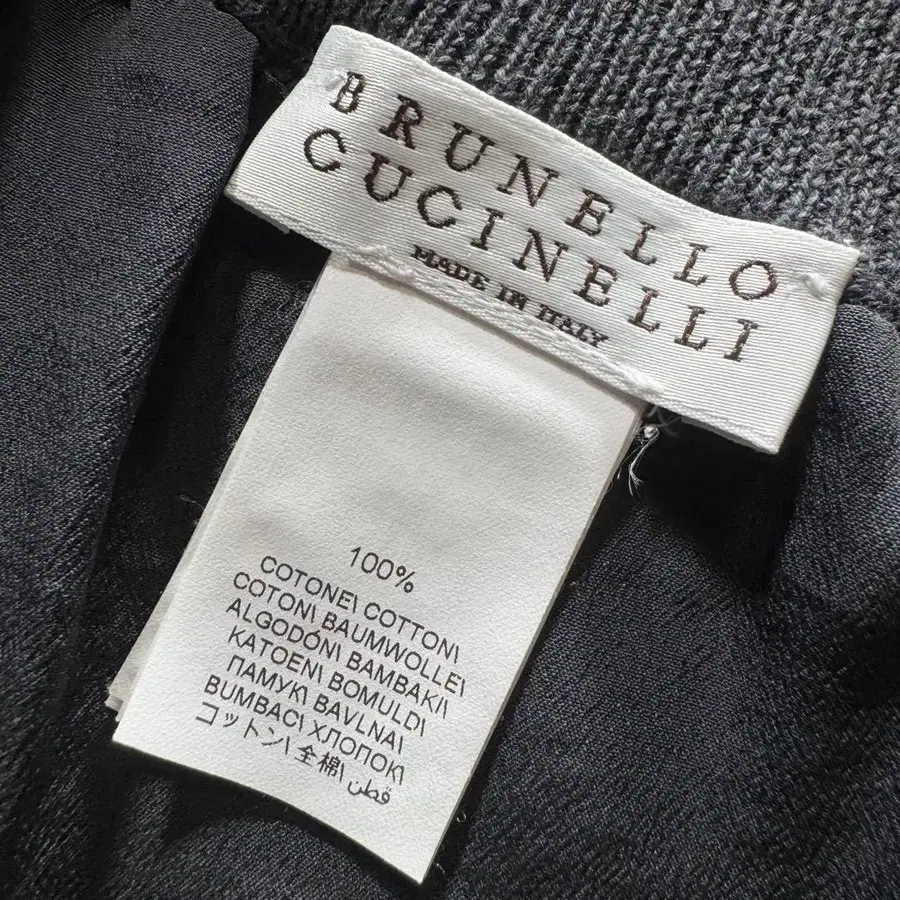 BRUNELLO
CUCINELLI
MADE IN ITALY
100%
COTONE\ COTTON\
COTON\ BAUMWOLLE\
ALGODÓN\ BAMBAKI\
KATOEN\ BOMULD\
ПАМУК\ BAVLNA\
BUMBAC\ ХЛОПОК\
コットン\ 全棉\ قطن